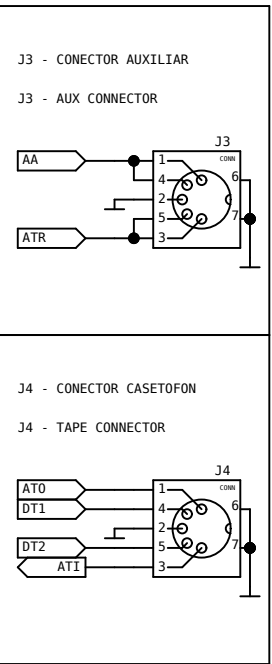 J3 - CONECTOR AUXILIAR
J3 - AUX CONNECTOR
J3
CONN
AA
1
4
6
2
5
7
ATR
3
J4 - CONECTOR CASETOFON
J4 - TAPE CONNECTOR
J4
CONN
ATO
1
DT1
4
6
2
DT2
5
7
ATI
3